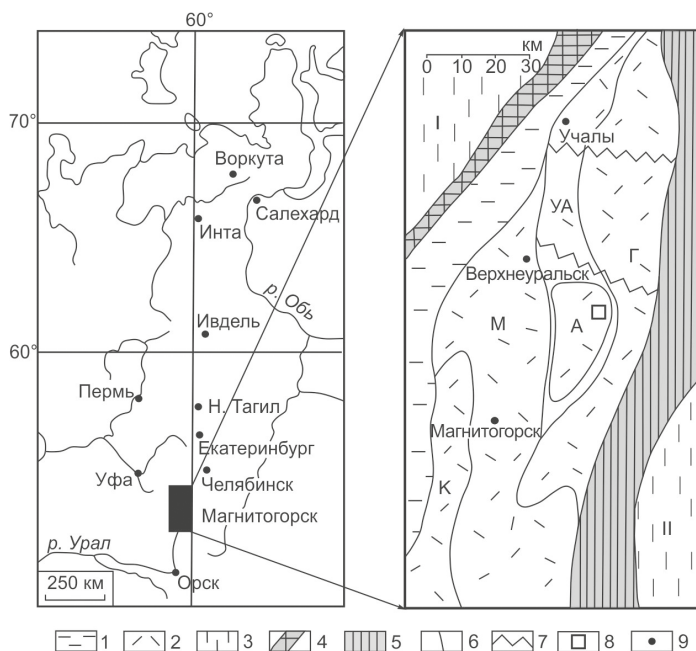 60°
70°
Воркута
Салехард
Инта
р. Обь
Ивдель
60°
Пермь
Н. Тагил
Екатеринбург
Челябинск
Уфа
Магнитогорск
р. Урал
250 км
Орск
км
0 10 20 30
I
Учалы
УА
Г
Верхнеуральск
М
А
Магнитогорск
К
II
1 2 3 4 5 6 7 8 9